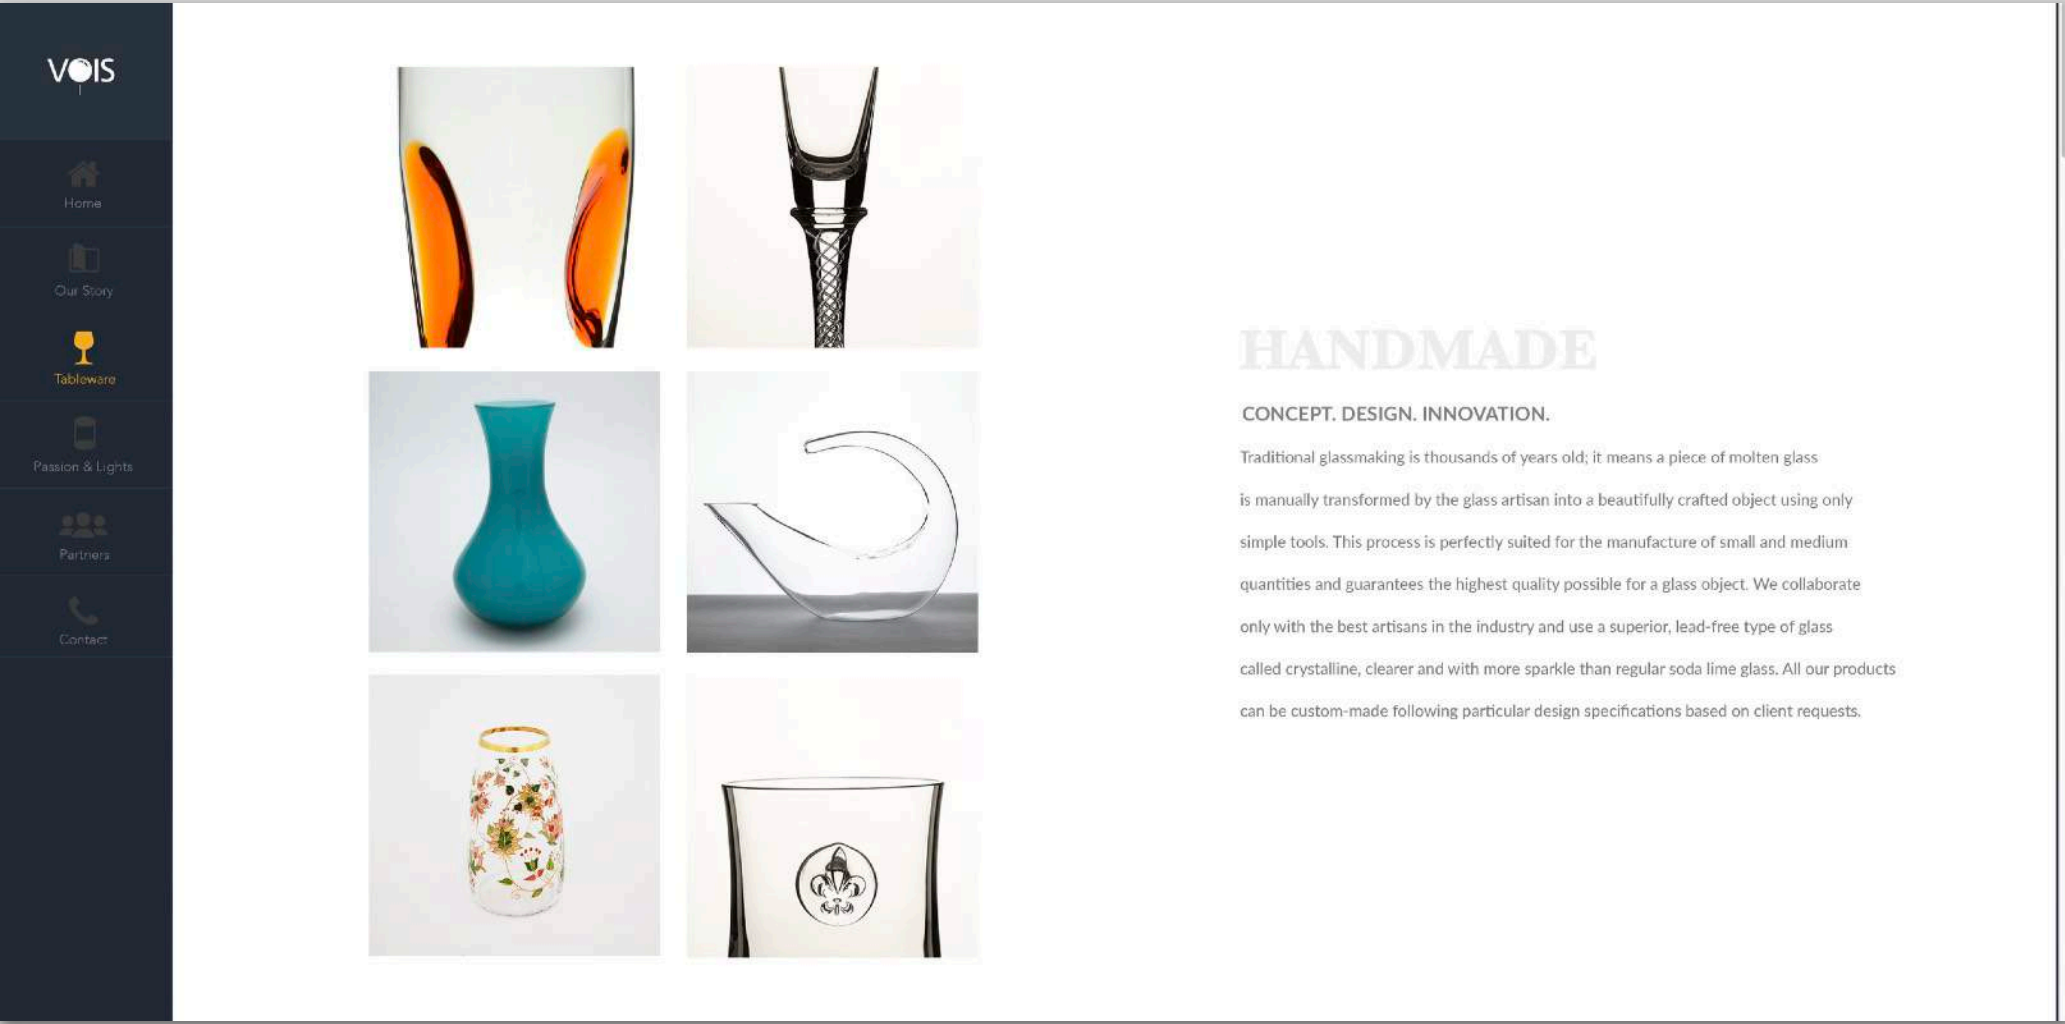 VOIS
Home
Our Story
Tableware
Passion & Lights
Partners
Contact
HANDMADE
CONCEPT. DESIGN. INNOVATION.
Traditional glassmaking is thousands of years old; it means a piece of molten glass
is manually transformed by the glass artisan into a beautifully crafted object using only
simple tools. This process is perfectly suited for the manufacture of small and medium
quantities and guarantees the highest quality possible for a glass object. We collaborate
only with the best artisans in the industry and use a superior, lead-free type of glass
called crystalline, clearer and with more sparkle than regular soda lime glass. All our products
can be custom-made following particular design specifications based on client requests.